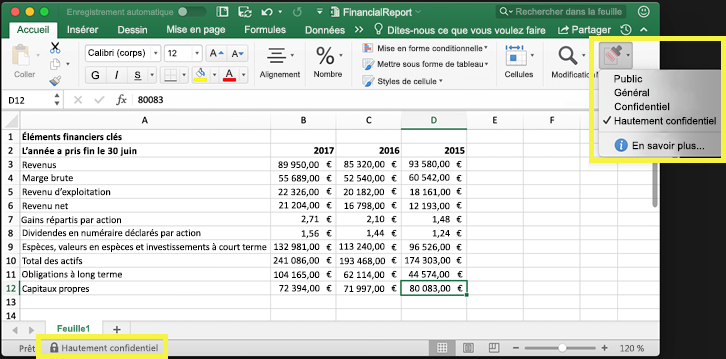 Enregistrement automatique
FinancialReport
Rechercher dans la feuille
Accueil Insérer Dessin Mise en page Formules Données >> Dites-nous ce que vous voulez faire Partager
Coller
Calibri (corps) 12 A A
G I S A
Alignement
%
Nombre
Mise en forme conditionnelle
Mettre sous forme de tableau
Styles de cellule
Cellules
Public
Général
Confidentiel
✓ Hautement confidentiel
En savoir plus...
D12 fx 80083
A B C D E F
1 Éléments financiers clés
2 L'année a pris fin le 30 juin 2017 2016 2015
3 Revenus 89 950,00 € 85 320,00 € 93 580,00 €
4 Marge brute 55 689,00 € 52 540,00 € 60 542,00 €
5 Revenu d'exploitation 22 326,00 € 20 182,00 € 18 161,00 €
6 Revenu net 21 204,00 € 16 798,00 € 12 193,00 €
7 Gains répartis par action 2,71 € 2,10 € 1,48 €
8 Dividendes en numéraire déclarés par action 1,56 € 1,44 € 1,24 €
9 Espèces, valeurs en espèces et investissements à court terme 132 981,00 € 113 240,00 € 96 526,00 €
10 Total des actifs 241 086,00 € 193 468,00 € 174 303,00 €
11 Obligations à long terme 104 165,00 € 62 114,00 € 44 574,00 €
12 Capitaux propres 72 394,00 € 71 997,00 € 80 083,00 €
13
14
Feuille1 +
Prêt Hautement confidentiel 120 %